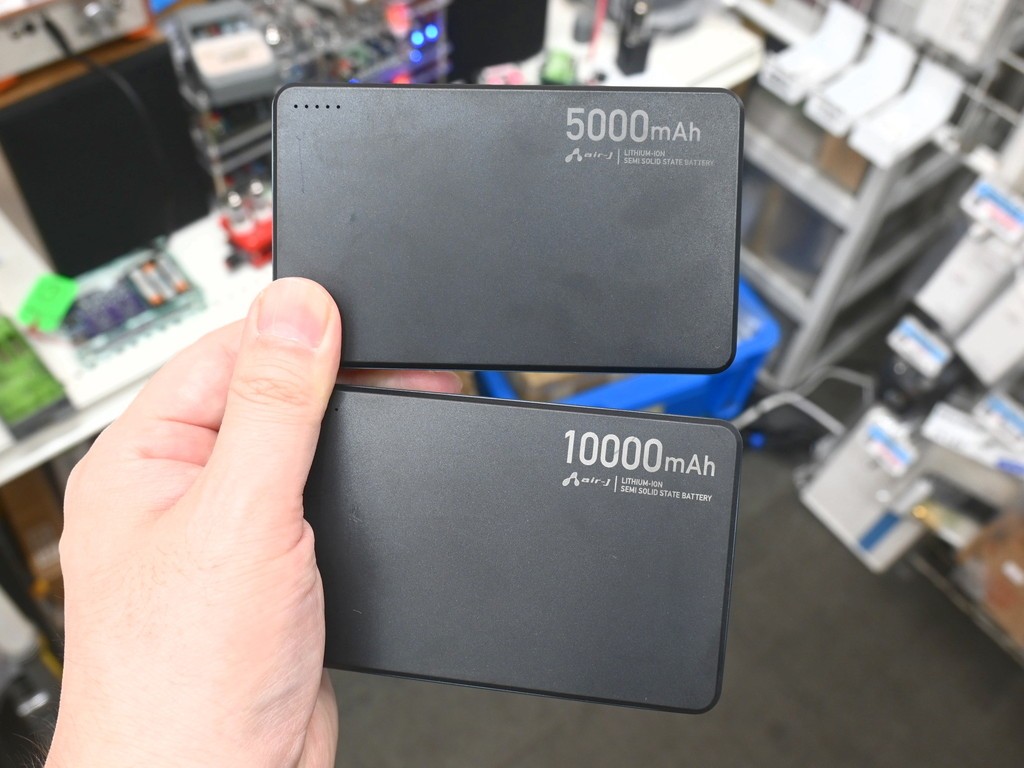 5000mAh
air-J LITHIUM-ION
SEMI SOLID STATE BATTERY
10000mAh
air-J LITHIUM-ION
SEMI SOLID STATE BATTERY